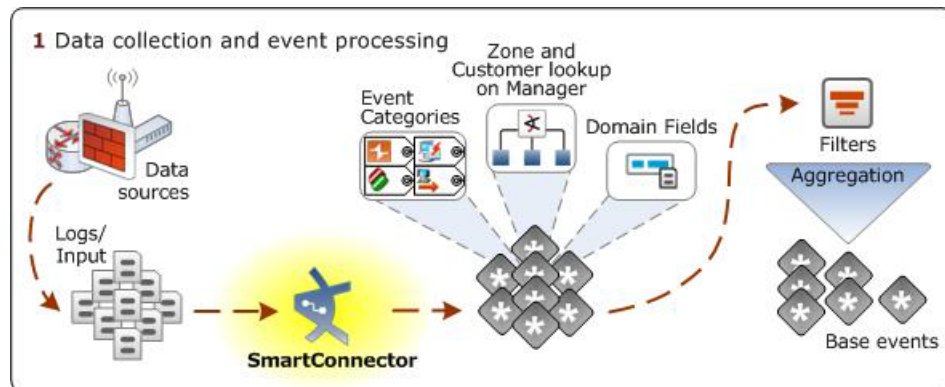 1 Data collection and event processing
Data
sources
Logs/
Input
SmartConnector
Event
Categories
Zone and
Customer lookup
on Manager
Domain Fields
Filters
Aggregation
Base events